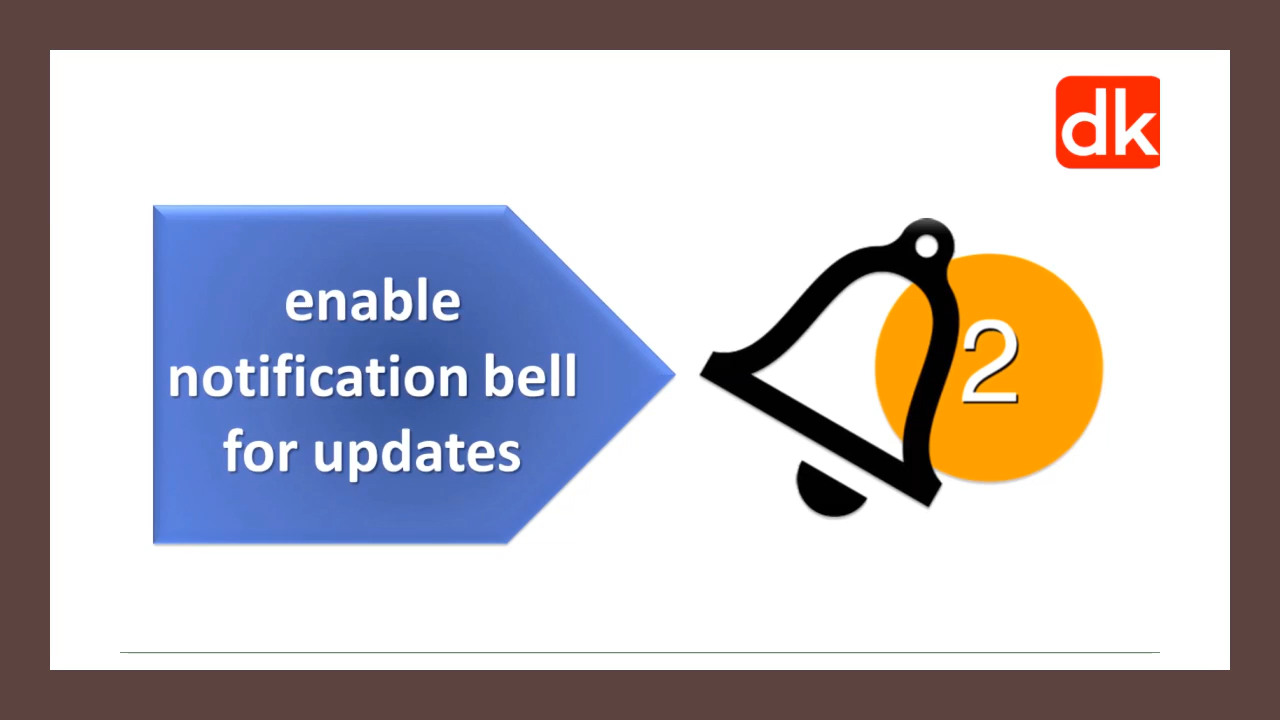 dk
enable
notification bell
for updates
2